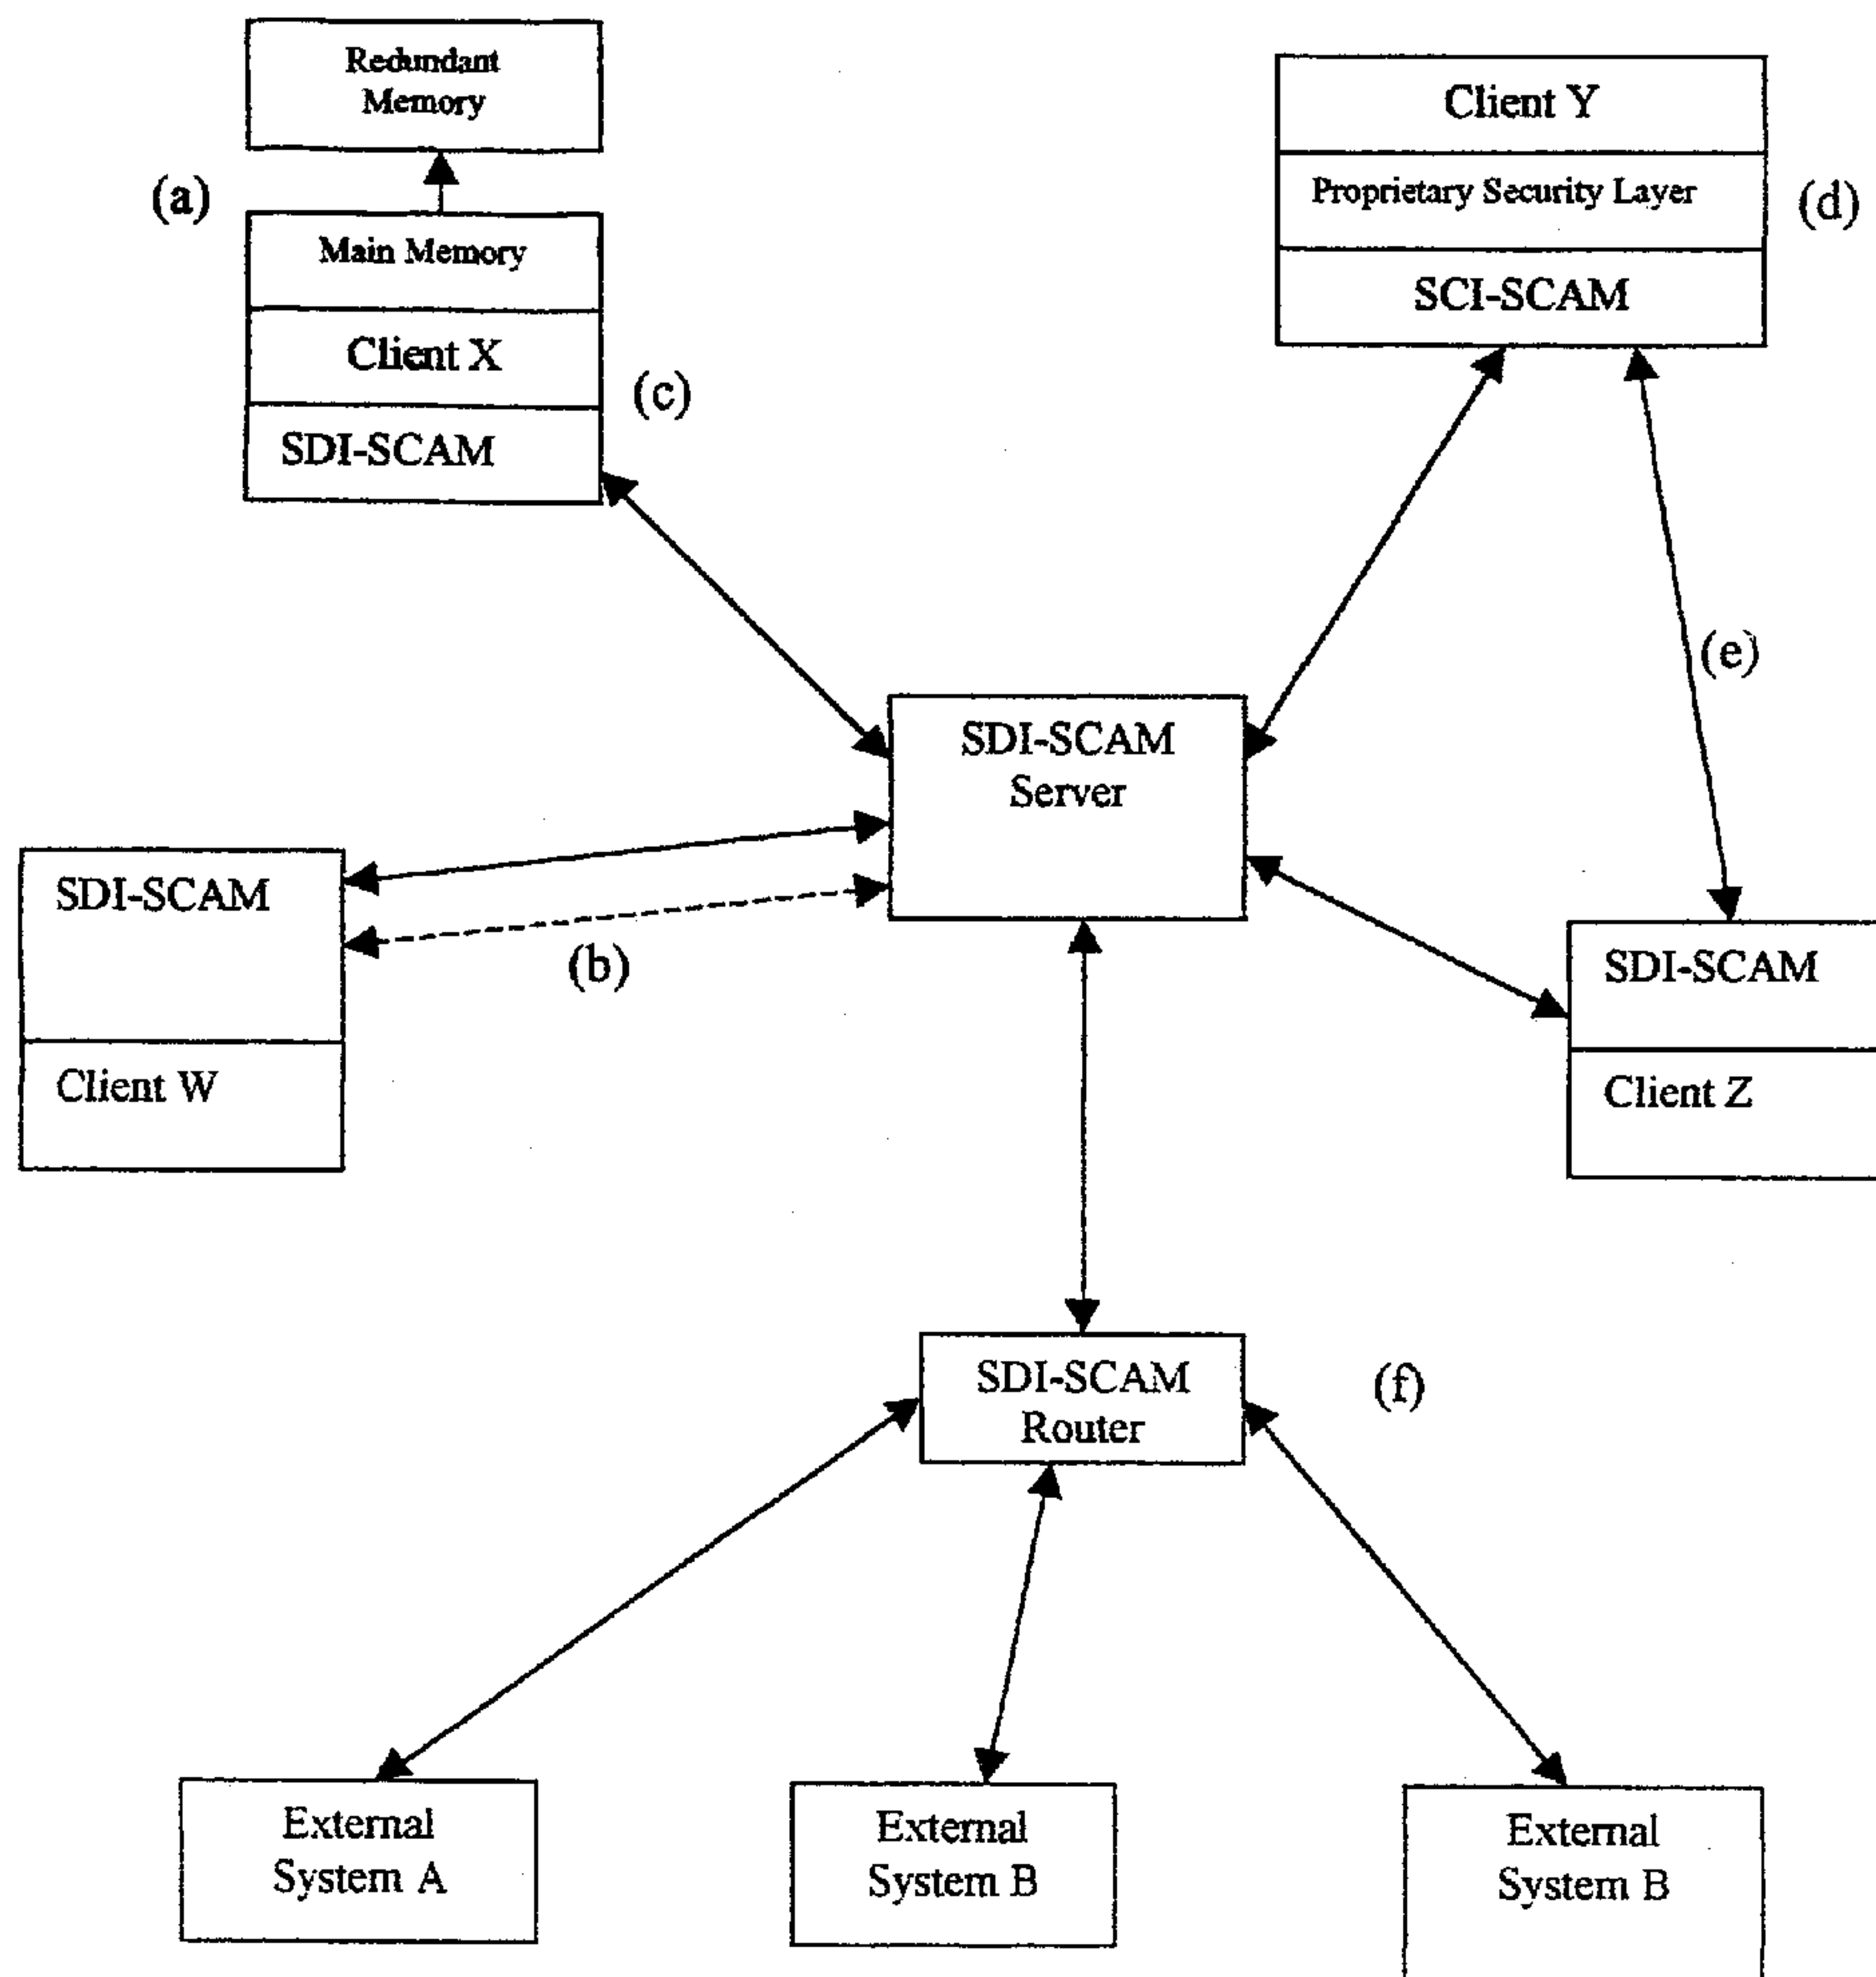 Redundant
Memory
(a)
Main Memory
Client X
(c)
SDI-SCAM
Client Y
Proprietary Security Layer
(d)
SCI-SCAM
(e)
SDI-SCAM
Server
SDI-SCAM
(b)
Client W
SDI-SCAM
Client Z
SDI-SCAM
Router
(f)
External
System A
External
System B
External
System B